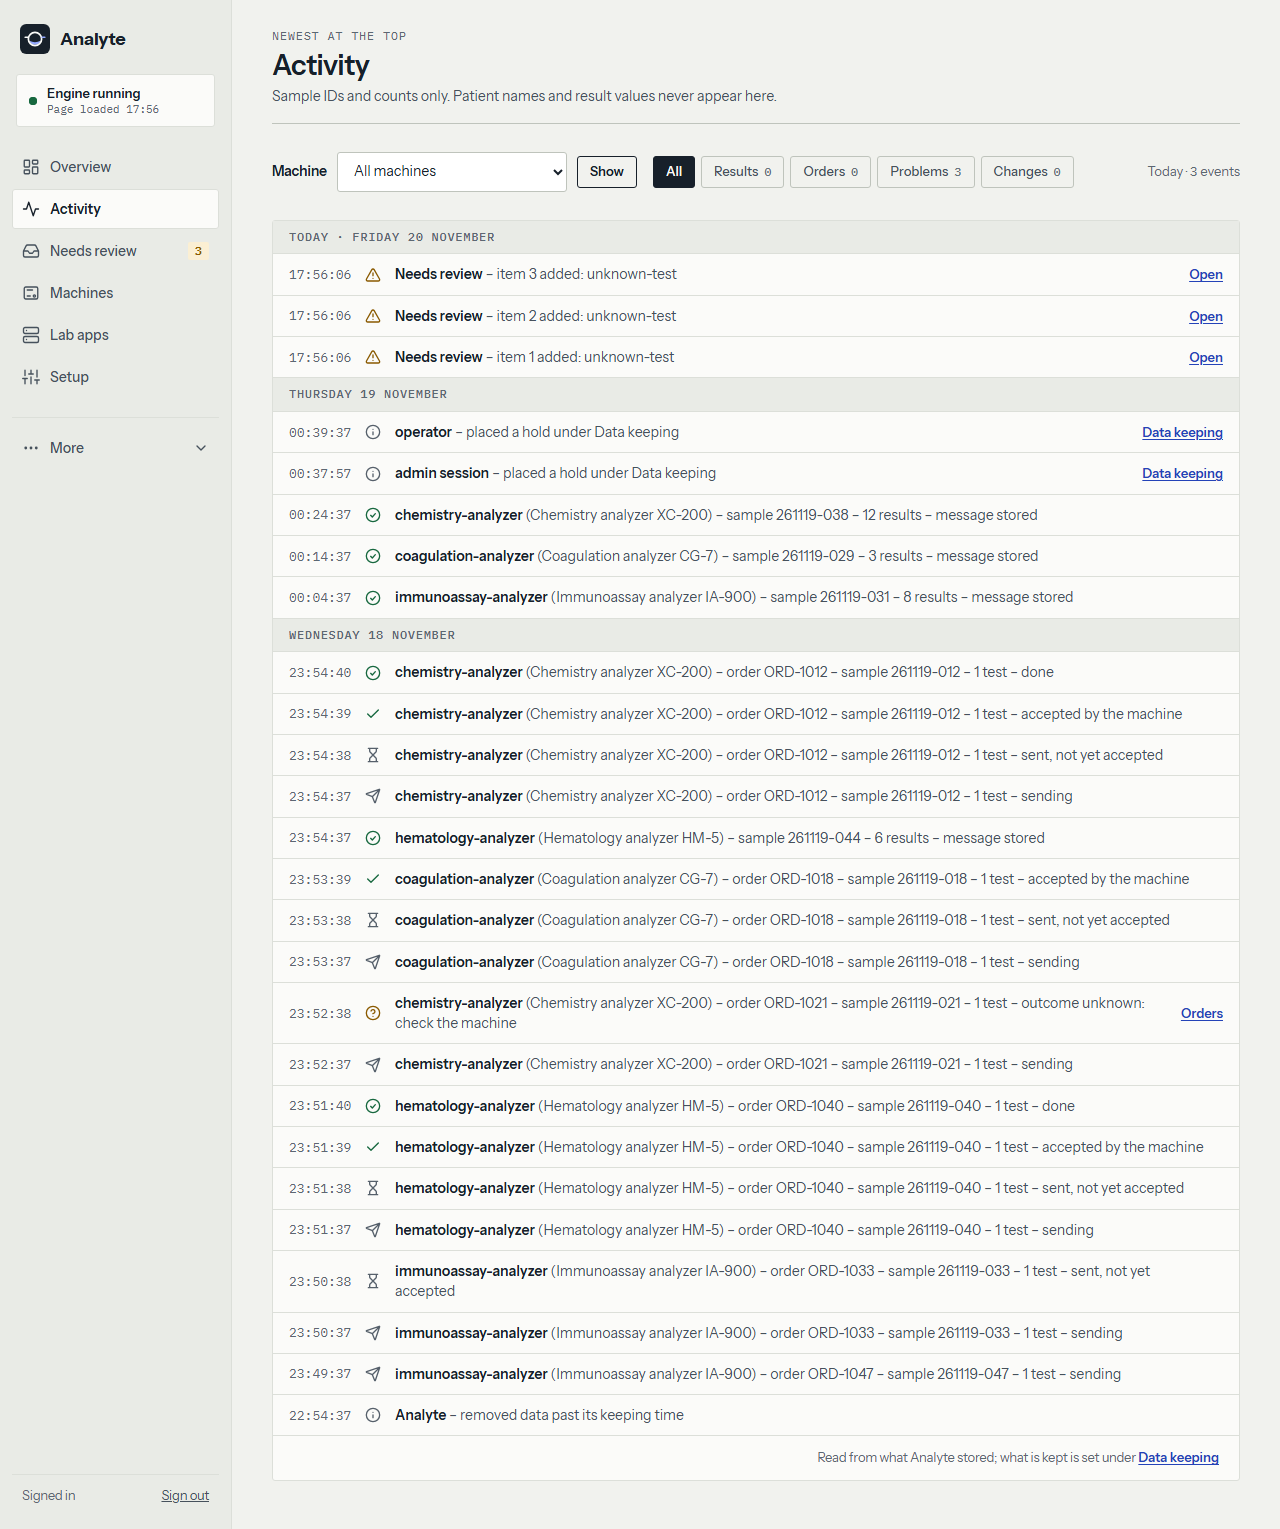 Analyte
Engine running
Page loaded 17:56
Overview
Activity
Needs review 3
Machines
Lab apps
Setup
More
Signed in
Sign out
NEWEST AT THE TOP
Activity
Sample IDs and counts only. Patient names and result values never appear here.
Machine All machines Show All Results 0 Orders 0 Problems 3 Changes 0 Today · 3 events
TODAY · FRIDAY 20 NOVEMBER
17:56:06 Needs review – item 3 added: unknown-test Open
17:56:06 Needs review – item 2 added: unknown-test Open
17:56:06 Needs review – item 1 added: unknown-test Open
THURSDAY 19 NOVEMBER
00:39:37 operator – placed a hold under Data keeping Data keeping
00:37:57 admin session – placed a hold under Data keeping Data keeping
00:24:37 chemistry-analyzer (Chemistry analyzer XC-200) – sample 261119-038 – 12 results – message stored
00:14:37 coagulation-analyzer (Coagulation analyzer CG-7) – sample 261119-029 – 3 results – message stored
00:04:37 immunoassay-analyzer (Immunoassay analyzer IA-900) – sample 261119-031 – 8 results – message stored
WEDNESDAY 18 NOVEMBER
23:54:40 chemistry-analyzer (Chemistry analyzer XC-200) – order ORD-1012 – sample 261119-012 – 1 test – done
23:54:39 chemistry-analyzer (Chemistry analyzer XC-200) – order ORD-1012 – sample 261119-012 – 1 test – accepted by the machine
23:54:38 chemistry-analyzer (Chemistry analyzer XC-200) – order ORD-1012 – sample 261119-012 – 1 test – sent, not yet accepted
23:54:37 chemistry-analyzer (Chemistry analyzer XC-200) – order ORD-1012 – sample 261119-012 – 1 test – sending
23:54:37 hematology-analyzer (Hematology analyzer HM-5) – sample 261119-044 – 6 results – message stored
23:53:39 coagulation-analyzer (Coagulation analyzer CG-7) – order ORD-1018 – sample 261119-018 – 1 test – accepted by the machine
23:53:38 coagulation-analyzer (Coagulation analyzer CG-7) – order ORD-1018 – sample 261119-018 – 1 test – sent, not yet accepted
23:53:37 coagulation-analyzer (Coagulation analyzer CG-7) – order ORD-1018 – sample 261119-018 – 1 test – sending
23:52:38 chemistry-analyzer (Chemistry analyzer XC-200) – order ORD-1021 – sample 261119-021 – 1 test – outcome unknown:
check the machine Orders
23:52:37 chemistry-analyzer (Chemistry analyzer XC-200) – order ORD-1021 – sample 261119-021 – 1 test – sending
23:51:40 hematology-analyzer (Hematology analyzer HM-5) – order ORD-1040 – sample 261119-040 – 1 test – done
23:51:39 hematology-analyzer (Hematology analyzer HM-5) – order ORD-1040 – sample 261119-040 – 1 test – accepted by the machine
23:51:38 hematology-analyzer (Hematology analyzer HM-5) – order ORD-1040 – sample 261119-040 – 1 test – sent, not yet accepted
23:51:37 hematology-analyzer (Hematology analyzer HM-5) – order ORD-1040 – sample 261119-040 – 1 test – sending
23:50:38 immunoassay-analyzer (Immunoassay analyzer IA-900) – order ORD-1033 – sample 261119-033 – 1 test – sent, not yet
accepted
23:50:37 immunoassay-analyzer (Immunoassay analyzer IA-900) – order ORD-1033 – sample 261119-033 – 1 test – sending
23:49:37 immunoassay-analyzer (Immunoassay analyzer IA-900) – order ORD-1047 – sample 261119-047 – 1 test – sending
22:54:37 Analyte – removed data past its keeping time
Read from what Analyte stored; what is kept is set under Data keeping